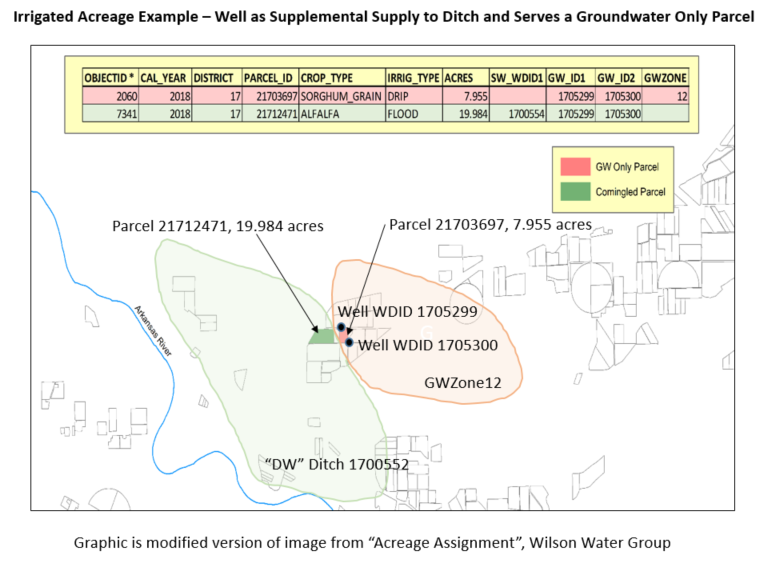 Irrigated Acreage Example – Well as Supplemental Supply to Ditch and Serves a Groundwater Only Parcel
OBJECTID * CAL_YEAR DISTRICT PARCEL_ID CROP_TYPE IRRIG_TYPE ACRES SW_WDID1 GW_ID1 GW_ID2 GWZONE
2060 2018 17 21703697 SORGHUM_GRAIN DRIP 7.955 1705299 1705300 12
7341 2018 17 21712471 ALFALFA FLOOD 19.984 1700554 1705299 1705300
GW Only Parcel
Comingled Parcel
Parcel 21712471, 19.984 acres
Parcel 21703697, 7.955 acres
Well WDID 1705299
Arkansas River
Well WDID 1705300
GWZone12
“DW” Ditch 1700552
Graphic is modified version of image from “Acreage Assignment”, Wilson Water Group